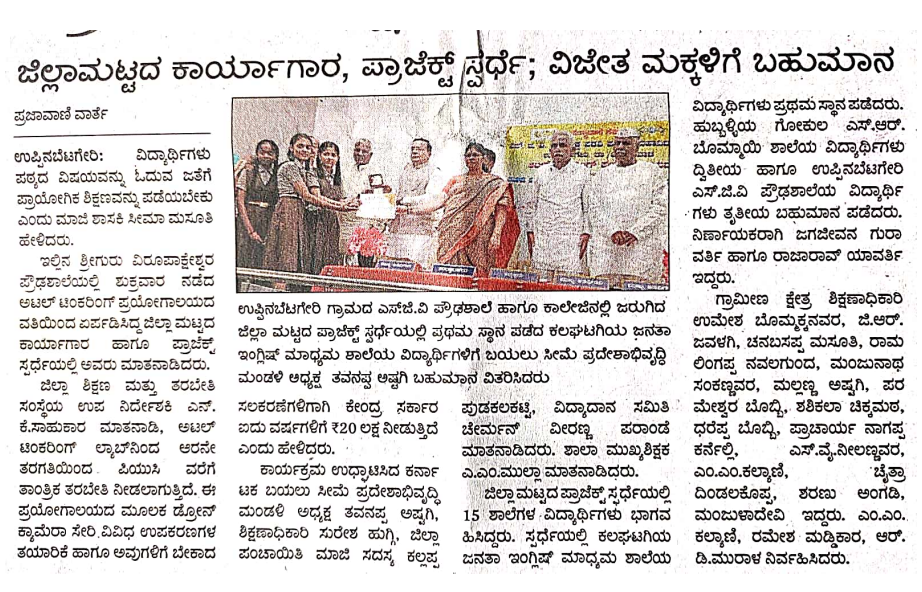 ಜಿಲ್ಲಾಮಟ್ಟದ ಕಾರ್ಯಾಗಾರ, ಪ್ರಾಜೆಕ್ಟ್ ಸ್ಪರ್ಧೆ; ವಿಜೇತ ಮಕ್ಕಳಿಗೆ ಬಹುಮಾನ
ಪ್ರಜಾವಾಣಿ ವಾರ್ತೆ
ಉಪ್ಪಿನಬೆಟಗೇರಿ: ವಿದ್ಯಾರ್ಥಿಗಳು
ಪಠ್ಯದ ವಿಷಯವನ್ನು ಓದುವ ಜತೆಗೆ
ಪ್ರಾಯೋಗಿಕ ಶಿಕ್ಷಣವನ್ನು ಪಡೆಯಬೇಕು
ಎಂದು ಮಾಜಿ ಶಾಸಕಿ ಸೀಮಾ ಮಸೂತಿ
ಹೇಳಿದರು.
ಇಲ್ಲಿನ ಶ್ರೀಗುರು ವಿರೂಪಾಕ್ಷೇಶ್ವರ
ಪ್ರೌಢಶಾಲೆಯಲ್ಲಿ ಶುಕ್ರವಾರ ನಡೆದ
ಅಟಲ್ ಟಿಂಕರಿಂಗ್ ಪ್ರಯೋಗಾಲಯದ
ವತಿಯಿಂದ ಏರ್ಪಡಿಸಿದ್ದ ಜಿಲ್ಲಾ ಮಟ್ಟದ
ಕಾರ್ಯಾಗಾರ ಹಾಗೂ ಪ್ರಾಜೆಕ್ಟ್
ಸ್ಪರ್ಧೆಯಲ್ಲಿ ಅವರು ಮಾತನಾಡಿದರು.
ಜಿಲ್ಲಾ ಶಿಕ್ಷಣ ಮತ್ತು ತರಬೇತಿ
ಸಂಸ್ಥೆಯ ಉಪ ನಿರ್ದೇಶಕಿ ಎನ್.
ಕೆ.ಸಾಹುಕಾರ ಮಾತನಾಡಿ, ಅಟಲ್
ಟಿಂಕರಿಂಗ್ ಲ್ಯಾಬ್‌ನಿಂದ ಆರನೇ
ತರಗತಿಯಿಂದ ಪಿಯುಸಿ ವರೆಗೆ
ತಾಂತ್ರಿಕ ತರಬೇತಿ ನೀಡಲಾಗುತ್ತಿದೆ. ಈ
ಪ್ರಯೋಗಾಲಯದ ಮೂಲಕ ಡ್ರೋನ್
ಕ್ಯಾಮೆರಾ ಸೇರಿ ವಿವಿಧ ಉಪಕರಣಗಳ
ತಯಾರಿಕೆ ಹಾಗೂ ಅವುಗಳಿಗೆ ಬೇಕಾದ
ಉಪ್ಪಿನಬೆಟಗೇರಿ ಗ್ರಾಮದ ಎಸ್‌.ಜಿ.ವಿ ಪೌಢಶಾಲೆ ಹಾಗೂ ಕಾಲೇಜಿನಲ್ಲಿ ಜರುಗಿದ
ಜಿಲ್ಲಾ ಮಟ್ಟದ ಪ್ರಾಜೆಕ್ಟ್ ಸ್ಪರ್ಧೆಯಲ್ಲಿ ಪ್ರಥಮ ಸ್ಥಾನ ಪಡೆದ ಕಲಘಟಗಿಯ ಜನತಾ
ಇಂಗ್ಲಿಷ್ ಮಾಧ್ಯಮ ಶಾಲೆಯ ವಿದ್ಯಾರ್ಥಿಗಳಿಗೆ ಬಯಲು ಸೀಮೆ ಪ್ರದೇಶಾಭಿವೃದ್ಧಿ
ಮಂಡಳಿ ಅಧ್ಯಕ್ಷ ತವನಪ್ಪ ಅಷ್ಟಗಿ ಬಹುಮಾನ ವಿತರಿಸಿದರು
ಸಲಕರಣೆಗಳಿಗಾಗಿ ಕೇಂದ್ರ ಸರ್ಕಾರ
ಐದು ವರ್ಷಗಳಿಗೆ ₹20 ಲಕ್ಷ ನೀಡುತ್ತಿದೆ
ಎಂದು ಹೇಳಿದರು.
ಕಾರ್ಯಕ್ರಮ ಉದ್ಘಾಟಿಸಿದ ಕರ್ನಾ
ಟಕ ಬಯಲು ಸೀಮೆ ಪ್ರದೇಶಾಭಿವೃದ್ಧಿ
ಮಂಡಳಿ ಅಧ್ಯಕ್ಷ ತವನಪ್ಪ ಅಷ್ಟಗಿ,
ಶಿಕ್ಷಣಾಧಿಕಾರಿ ಸುರೇಶ ಹುಗ್ಗಿ, ಜಿಲ್ಲಾ
ಪಂಚಾಯಿತಿ ಮಾಜಿ ಸದಸ್ಯ ಕಲ್ಲಪ್ಪ
ಪುಡಕಲಕಟ್ಟಿ, ವಿದ್ಯಾದಾನ ಸಮಿತಿ
ಚೇರ್ಮನ್ ವೀರಣ್ಣ ಪರಾಂಡೆ
ಮಾತನಾಡಿದರು. ಶಾಲಾ ಮುಖ್ಯಶಿಕ್ಷಕ
ಎ.ಎಂ.ಮುಲ್ಲಾ ಮಾತನಾಡಿದರು.
ಜಿಲ್ಲಾ ಮಟ್ಟದ ಪ್ರಾಜೆಕ್ಟ್ ಸ್ಪರ್ಧೆಯಲ್ಲಿ
15 ಶಾಲೆಗಳ ವಿದ್ಯಾರ್ಥಿಗಳು ಭಾಗವ
ಹಿಸಿದ್ದರು. ಸ್ಪರ್ಧೆಯಲ್ಲಿ ಕಲಘಟಗಿಯ
ಜನತಾ ಇಂಗ್ಲಿಷ್ ಮಾಧ್ಯಮ ಶಾಲೆಯ
ವಿದ್ಯಾರ್ಥಿಗಳು ಪ್ರಥಮ ಸ್ಥಾನ ಪಡೆದರು.
ಹುಬ್ಬಳ್ಳಿಯ ಗೋಕುಲ ಎಸ್.ಆರ್.
ಬೊಮ್ಮಾಯಿ ಶಾಲೆಯ ವಿದ್ಯಾರ್ಥಿಗಳು
ದ್ವಿತೀಯ ಹಾಗೂ ಉಪ್ಪಿನಬೆಟಗೇರಿ
ಎಸ್.ಜಿ.ವಿ ಪ್ರೌಢಶಾಲೆಯ ವಿದ್ಯಾರ್ಥಿ
ಗಳು ತೃತೀಯ ಬಹುಮಾನ ಪಡೆದರು.
ನಿರ್ಣಾಯಕರಾಗಿ ಜಗಜೀವನ ಗುರಾ
ವರ್ತಿ ಹಾಗೂ ರಾಜಾರಾವ್ ಯಾವರ್ತಿ
ಇದ್ದರು.
ಗ್ರಾಮೀಣ ಕ್ಷೇತ್ರ ಶಿಕ್ಷಣಾಧಿಕಾರಿ
ಉಮೇಶ ಬೊಮ್ಮಕ್ಕನವರ, ಜಿ.ಆರ್.
ಜವಳಗಿ, ಚನಬಸಪ್ಪ ಮಸೂತಿ, ರಾಮ
ಲಿಂಗಪ್ಪ ನವಲಗುಂದ, ಮಂಜುನಾಥ
ಸಂಕಣ್ಣವರ, ಮಲ್ಲಣ್ಣ ಅಷ್ಟಗಿ, ಪರ
ಮೇಶ್ವರ ಬೊಬ್ಬಿ, ಶಶಿಕಲಾ ಚಿಕ್ಕಮಠ,
ಧರೆಪ್ಪ ಬೊಬ್ಬಿ, ಪ್ರಾಚಾರ್ಯ ನಾಗಪ್ಪ
ಕರ್ನೆಲ್ಲಿ, ಎಸ್.ವೈ.ನೀಲಣ್ಣವರ,
ಎಂ.ಎಂ.ಕಲ್ಯಾಣಿ, ಚೈತ್ರಾ
ದಿಂಡಲಕೊಪ್ಪ, ಶರಣು ಅಂಗಡಿ,
ಮಂಜುಳಾದೇವಿ ಇದ್ದರು. ಎಂ.ಎಂ.
ಕಲ್ಯಾಣಿ, ರಮೇಶ ಮಡ್ಡಿಕಾರ, ಆರ್.
ಡಿ.ಮುರಾಳ ನಿರ್ವಹಿಸಿದರು.